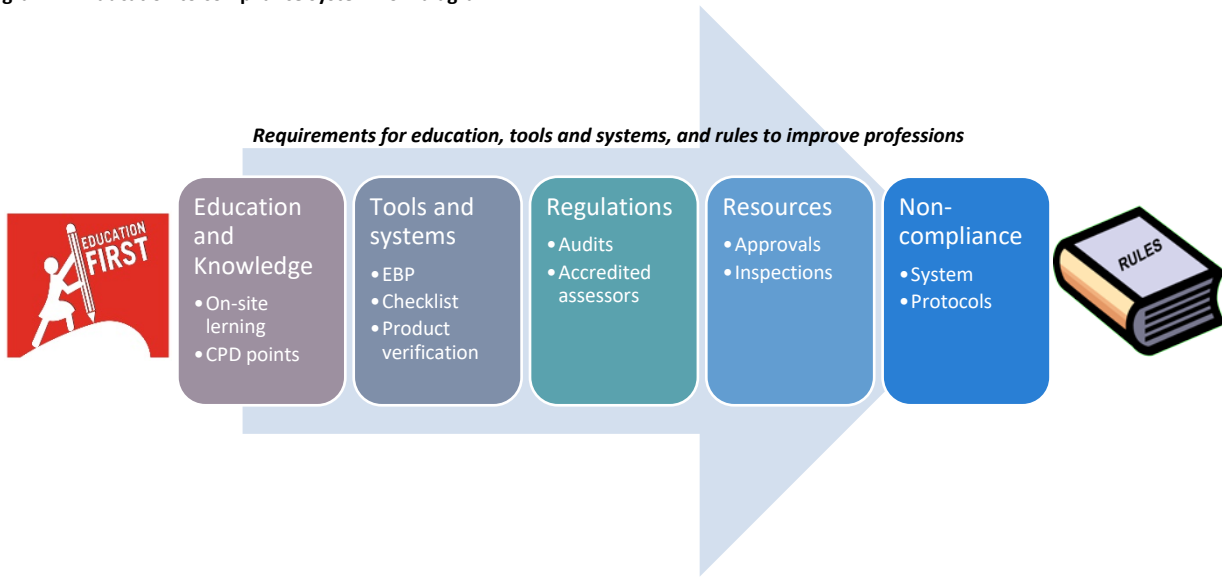 Requirements for education, tools and systems, and rules to improve professions
EDUCATION
FIRST
Education
and
Knowledge
•On-site
lerning
•CPD points
Tools and
systems
•EBP
•Checklist
•Product
verification
Regulations
•Audits
•Accredited
assessors
Resources
•Approvals
•Inspections
Non-
compliance
•System
•Protocols
RULES